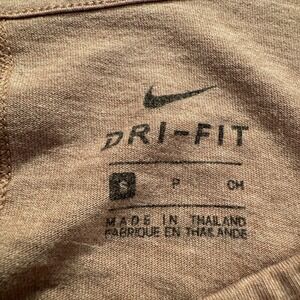 DRI-FIT
S P CH
MADE IN THAILAND
FABRIQUE EN THAILANDE